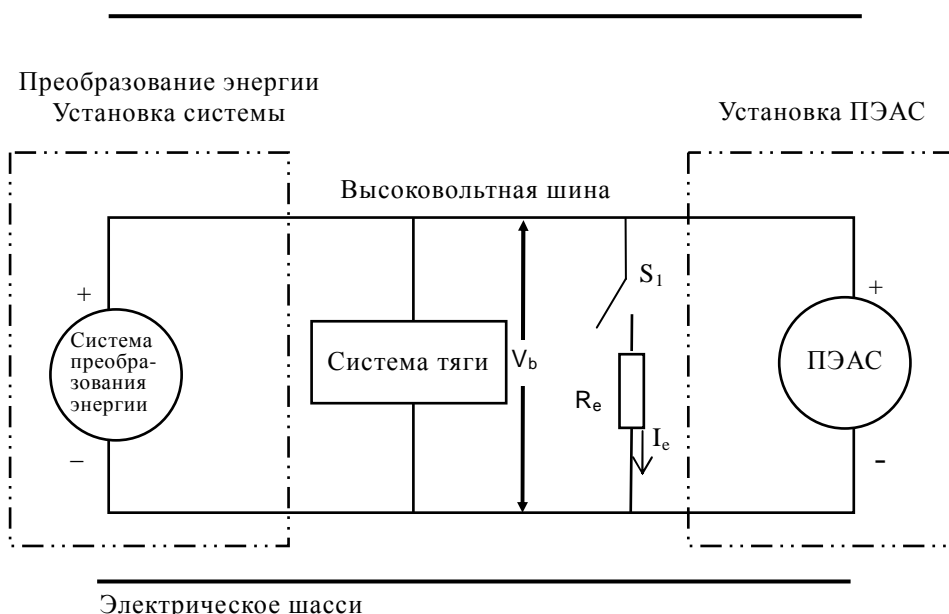 Преобразование энергии
Установка системы
Установка ПЭАС
Высоковольтная шина
+
S1
+
Система
преобра-
зования
энергии
Система тяги
Vb
Re
ПЭАС
Ie
–
-
Электрическое шасси